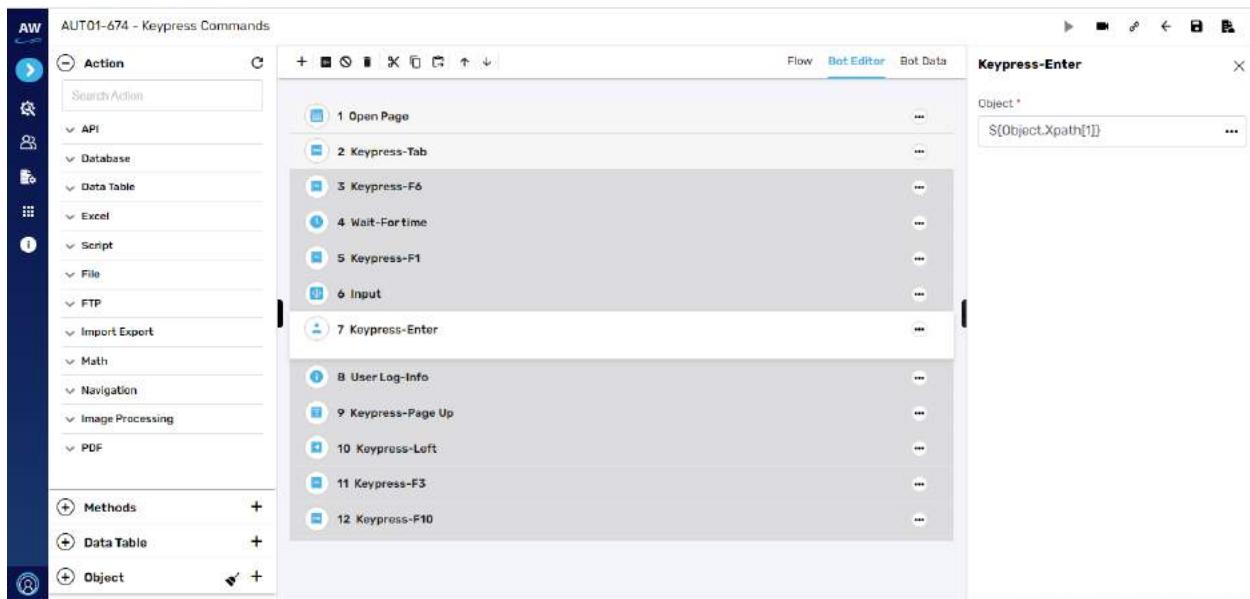 AW
AUT01-674 - Keypress Commands
Action
Search Action
API
Database
Data Table
Excel
Script
File
FTP
Import Export
Math
Navigation
Image Processing
PDF
Methods
Data Table
Object
Flow Bot Editor Bot Data
1 Open Page
2 Keypress-Tab
3 Keypress-F6
4 Wait-For time
5 Keypress-F1
6 Input
7 Keypress-Enter
8 User Log-Info
9 Keypress-Page Up
10 Keypress-Left
11 Keypress-F3
12 Keypress-F10
Keypress-Enter
Object *
${Object.Xpath[1]}